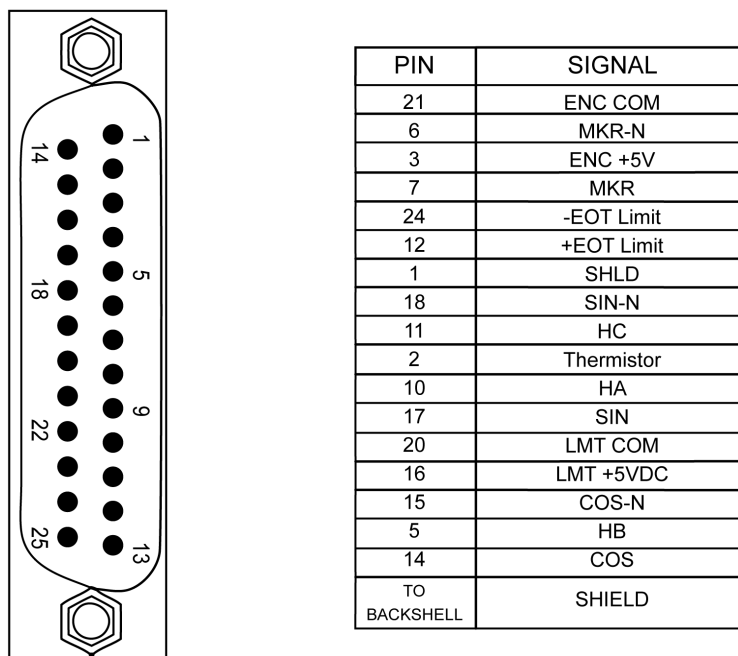 1
14
5
18
9
22
13
25
PIN SIGNAL
21 ENC COM
6 MKR-N
3 ENC +5V
7 MKR
24 -EOT Limit
12 +EOT Limit
1 SHLD
18 SIN-N
11 HC
2 Thermistor
10 HA
17 SIN
20 LMT COM
16 LMT +5VDC
15 COS-N
5 HB
14 COS
TO
BACKSHELL SHIELD